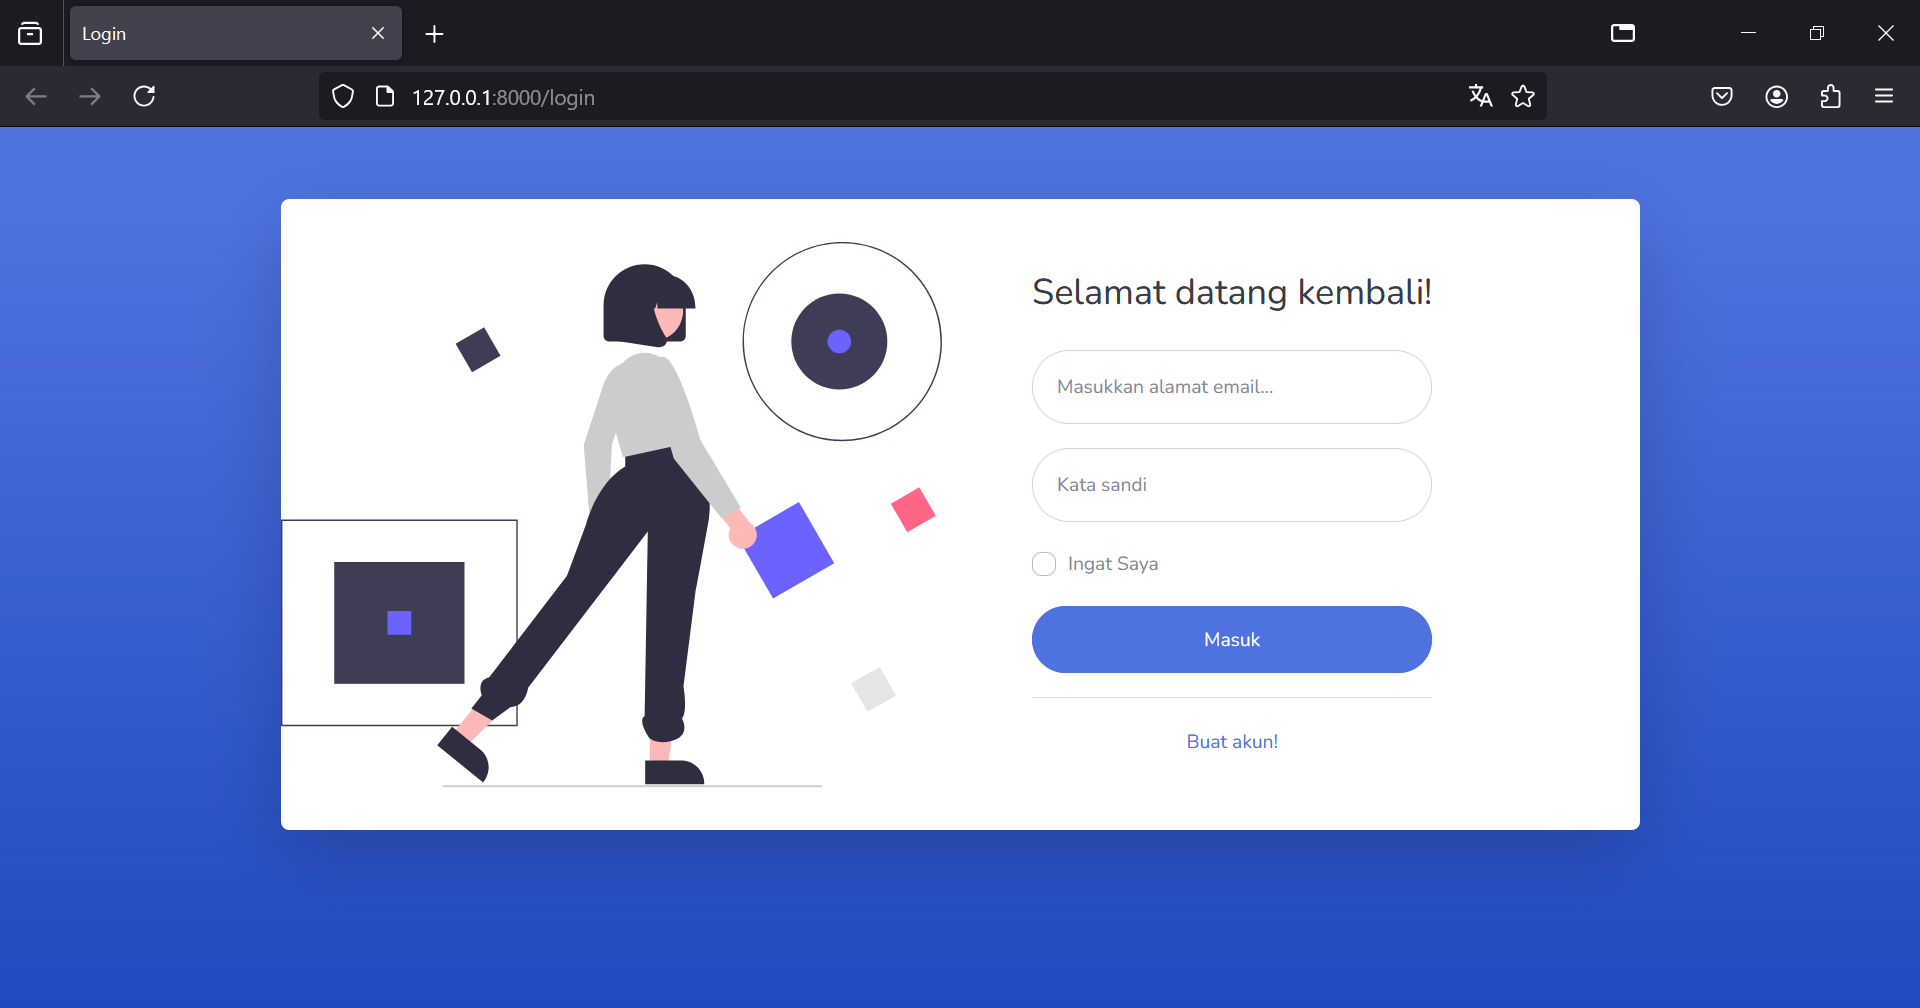 Login
127.0.0.1:8000/login
Selamat datang kembali!
Masukkan alamat email...
Kata sandi
Ingat Saya
Masuk
Buat akun!